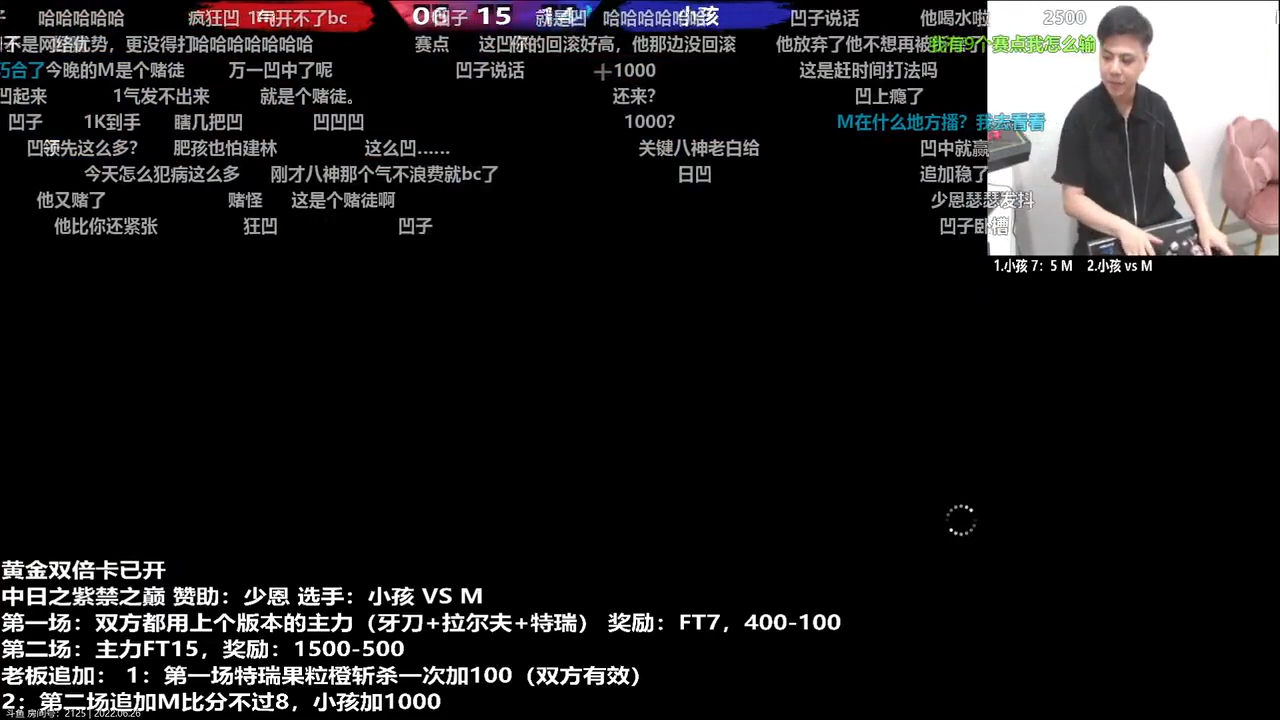 哈哈哈哈哈 疯狂凹 1气开不了bc 06 15 14 就是凹 哈哈哈哈哈哈 小孩 凹子说话 他喝水啦 2500
不是网络优势，更没得打哈哈哈哈哈哈哈 赛点 你的回滚好高，他那边没回滚 我有9个赛点我怎么输
巧合了 今晚的M是个赌徒 万一凹中了呢 凹子说话 +1000 这是赶时间打法吗
凹起来 1气发不出来 就是个赌徒。 还来？ 凹上瘾了
凹子 1K到手 瞎几把凹 凹凹凹 1000？ M在什么地方播？我去看看
领先这么多？ 肥孩也怕建林 这么凹…… 关键八神老白给 凹中就赢
今天怎么犯病这么多 刚才八神那个气不浪费就bc了 日凹 追加稳了
他又赌了 赌怪 这是个赌徒啊 少恩瑟瑟发抖
他比你还紧张 狂凹 凹子 凹子卧槽
1.小孩 7：5 M 2.小孩 vs M
黄金双倍卡已开
中日之紫禁之巅 赞助：少恩 选手：小孩 VS M
第一场：双方都用上个版本的主力（牙刀+拉尔夫+特瑞） 奖励：FT7，400-100
第二场：主力FT15，奖励：1500-500
老板追加： 1：第一场特瑞果粒橙斩杀一次加100（双方有效）
2：第二场追加M比分不过8，小孩加1000
斗鱼 房间号：2125 | 2022.06.26